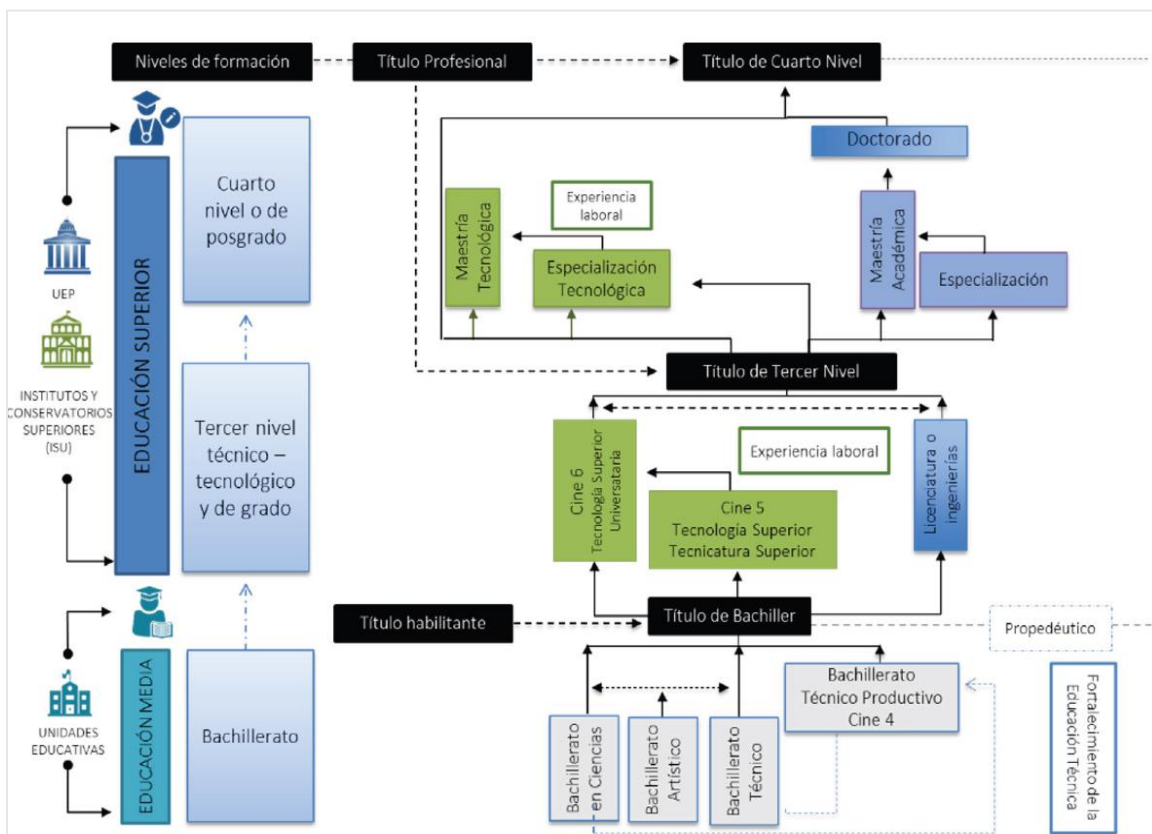 Niveles de formación
Título Profesional
Título de Cuarto Nivel
Doctorado
Cuarto
nivel o de
posgrado
Maestría
Tecnológica
Experiencia
laboral
Especialización
Tecnológica
Maestría
Académica
Especialización
UEP
EDUCACIÓN SUPERIOR
INSTITUTOS Y
CONSERVATORIOS
SUPERIORES
(ISU)
Título de Tercer Nivel
Tercer nivel
técnico –
tecnológico
y de grado
Cine 6
Tecnología Superior
Universataria
Experiencia laboral
Cine 5
Tecnología Superior
Tecnicatura Superior
Licenciatura o
ingenierías
Título habilitante
Título de Bachiller
Propedéutico
UNIDADES
EDUCATIVAS
EDUCACIÓN MEDIA
Bachillerato
Bachillerato
en Ciencias
Bachillerato
Artístico
Bachillerato
Técnico
Bachillerato
Técnico Productivo
Cine 4
Fortalecimiento de la
Educación Técnica